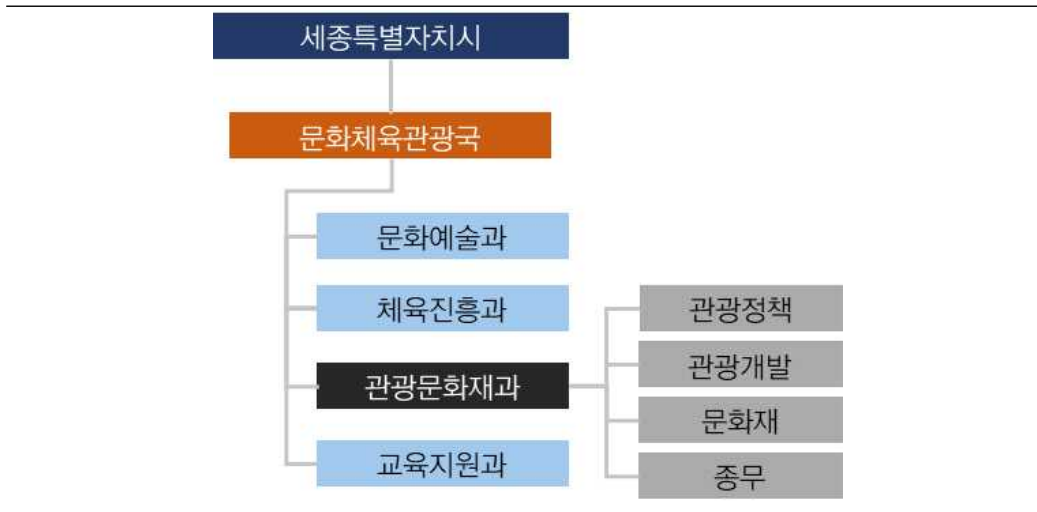 세종특별자치시
문화체육관광국
문화예술과
체육진흥과
관광문화재과
교육지원과
관광정책
관광개발
문화재
종무